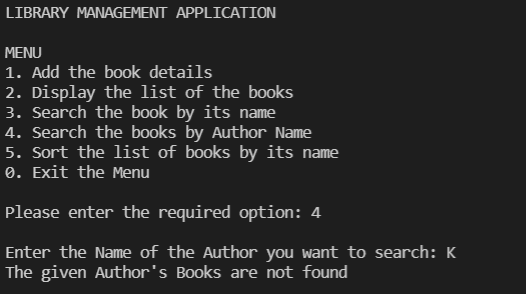 LIBRARY MANAGEMENT APPLICATION
MENU
1. Add the book details
2. Display the list of the books
3. Search the book by its name
4. Search the books by Author Name
5. Sort the list of books by its name
0. Exit the Menu
Please enter the required option: 4
Enter the Name of the Author you want to search: K
The given Author's Books are not found